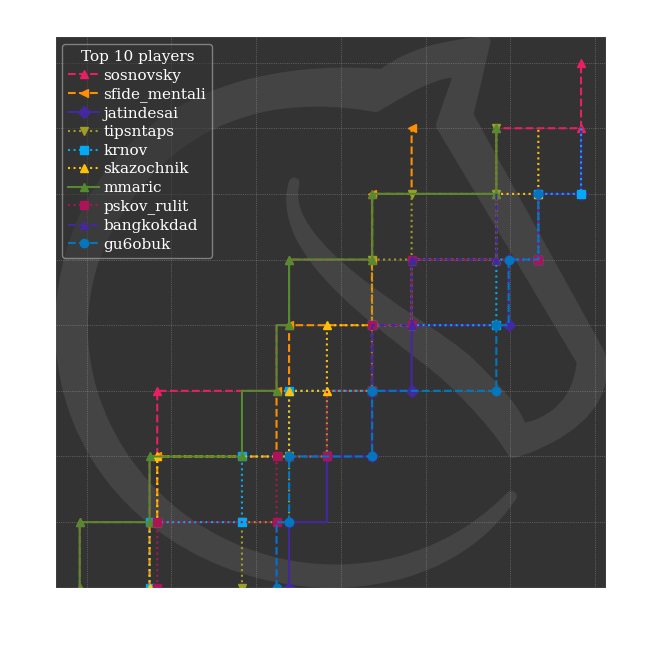 Top 10 players
sosnovsky
sfide_mentali
jatindesai
tipsntaps
krnov
skazochnik
mmaric
pskov_rulit
bangkokdad
gu6obuk